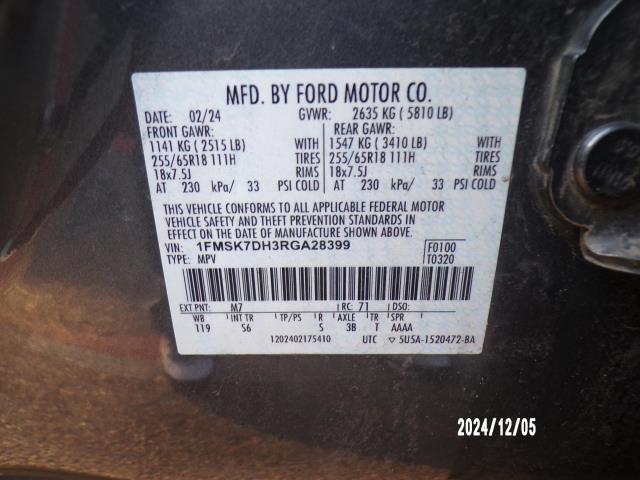 MFD. BY FORD MOTOR CO.
DATE: 02/24 GVWR: 2635 KG ( 5810 LB)
FRONT GAWR: REAR GAWR:
1141 KG ( 2515 LB) WITH 1547 KG ( 3410 LB) WITH
255/65R18 111H TIRES 255/65R18 111H TIRES
18x7.5J RIMS 18x7.5J RIMS
AT 230 kPa/ 33 PSI COLD AT 230 kPa/ 33 PSI COLD
THIS VEHICLE CONFORMS TO ALL APPLICABLE FEDERAL MOTOR
VEHICLE SAFETY AND THEFT PREVENTION STANDARDS IN
EFFECT ON THE DATE OF MANUFACTURE SHOWN ABOVE.
VIN: 1FMSK7DH3RGA28399 F0100
TYPE: MPV T0320
EXT PNT: M7 RC: 71 DSO:
WB INT TR TP/PS R AXLE TR SPR
119 S6 S 3B T AAAA
1202402175410 UTC ▽ 5U5A-1520472-BA
2024/12/05